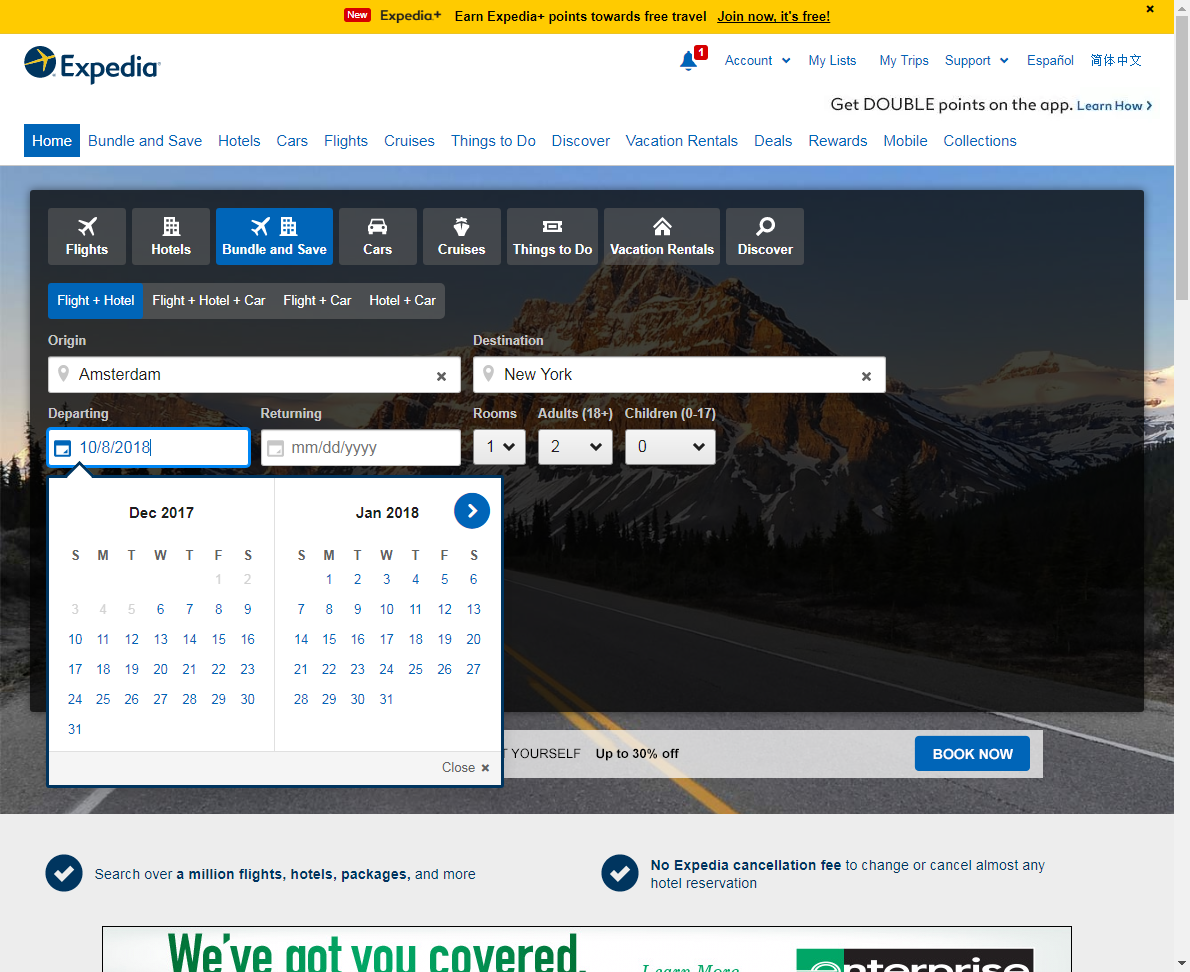 New Expedia+ Earn Expedia+ points towards free travel Join now, it's free!
Expedia
1 Account My Lists My Trips Support Español 简体中文
Get DOUBLE points on the app. Learn How
Home Bundle and Save Hotels Cars Flights Cruises Things to Do Discover Vacation Rentals Deals Rewards Mobile Collections
Flights Hotels Bundle and Save Cars Cruises Things to Do Vacation Rentals Discover
Flight + Hotel Flight + Hotel + Car Flight + Car Hotel + Car
Origin Destination
Amsterdam New York
Departing Returning Rooms Adults (18+) Children (0-17)
10/8/2018 mm/dd/yyyy 1 2 0
Dec 2017 Jan 2018
S M T W T F S S M T W T F S
1 2 1 2 3 4 5 6
3 4 5 6 7 8 9 7 8 9 10 11 12 13
10 11 12 13 14 15 16 14 15 16 17 18 19 20
17 18 19 20 21 22 23 21 22 23 24 25 26 27
24 25 26 27 28 29 30 28 29 30 31
31
T YOURSELF Up to 30% off BOOK NOW
Close
Search over a million flights, hotels, packages, and more
No Expedia cancellation fee to change or cancel almost any
hotel reservation
We've got you covered.
Learn More
enterprise